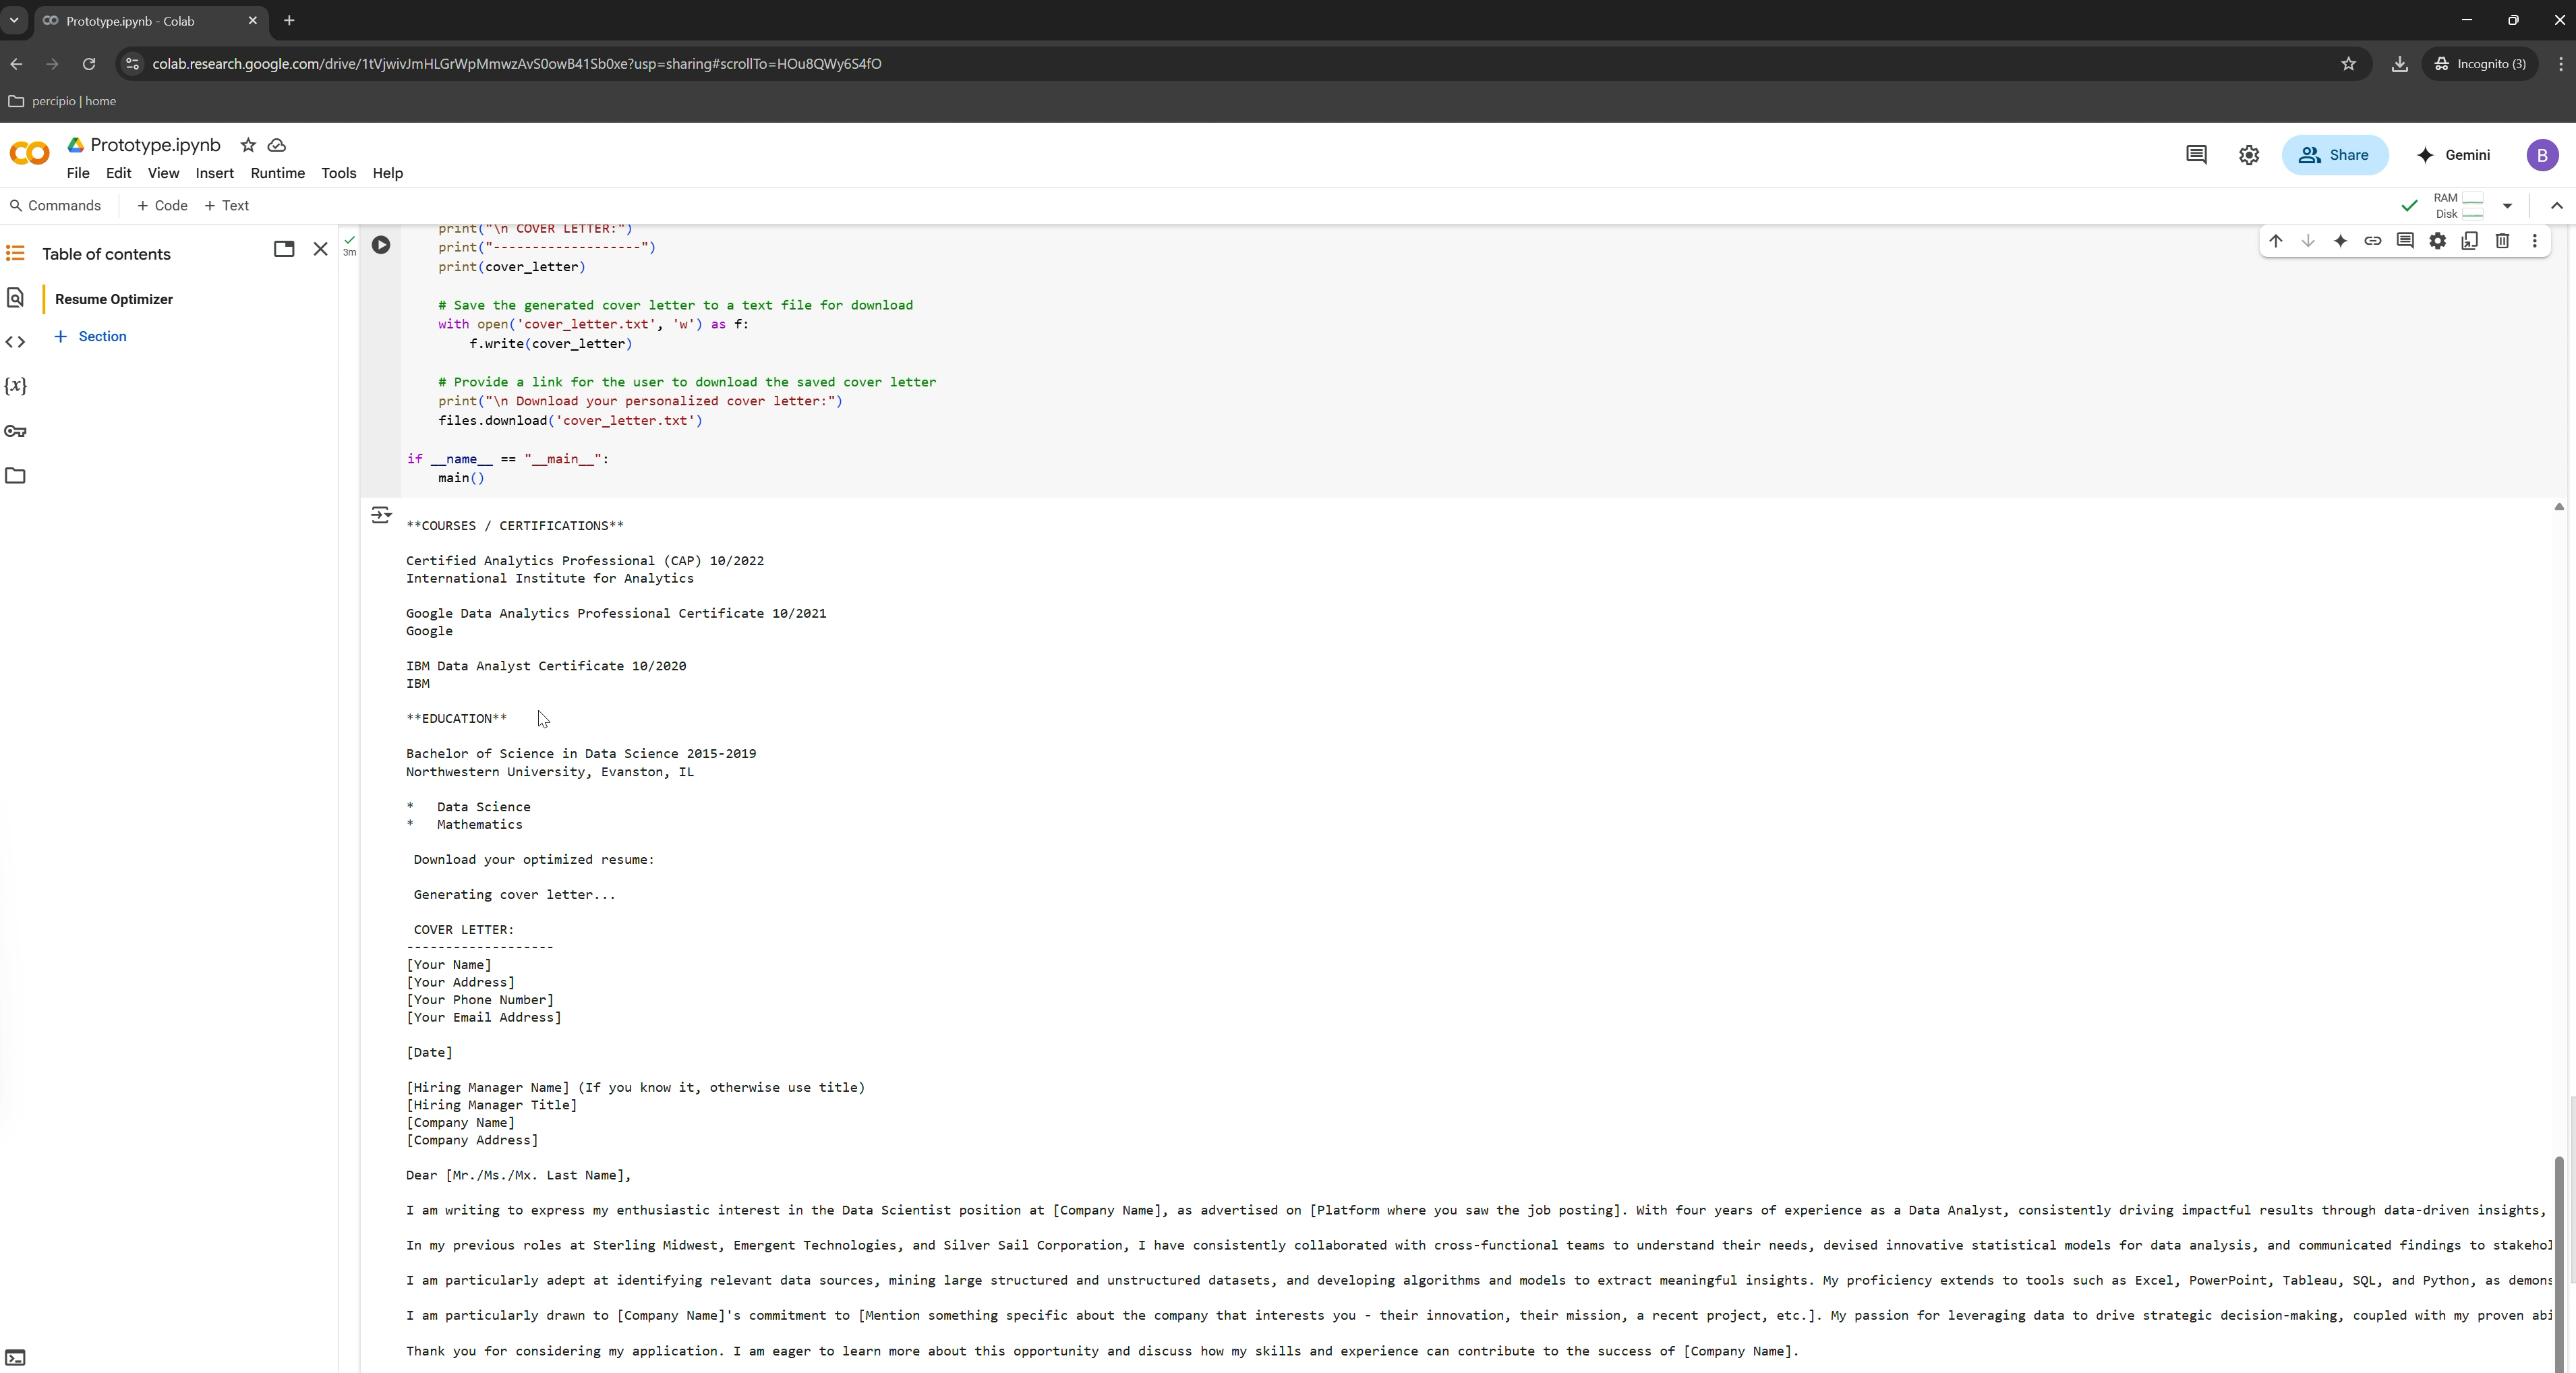 Prototype.ipynb - Colab
colab.research.google.com/drive/1tVjwivJmHLGrWpMmwzAvS0owB41Sb0xe?usp=sharing#scrollTo=HOu8QWy6S4fO
Incognito (3)
percipio | home
Prototype.ipynb
File Edit View Insert Runtime Tools Help
Share
Gemini
B
Commands + Code + Text
RAM
Disk
Table of contents
Resume Optimizer
+ Section
3m
print("\n COVER LETTER:")
print("-------------------")
print(cover_letter)
# Save the generated cover letter to a text file for download
with open('cover_letter.txt', 'w') as f:
f.write(cover_letter)
# Provide a link for the user to download the saved cover letter
print("\n Download your personalized cover letter:")
files.download('cover_letter.txt')
if __name__ == "__main__":
main()
**COURSES / CERTIFICATIONS**
Certified Analytics Professional (CAP) 10/2022
International Institute for Analytics
Google Data Analytics Professional Certificate 10/2021
Google
IBM Data Analyst Certificate 10/2020
IBM
**EDUCATION**
Bachelor of Science in Data Science 2015-2019
Northwestern University, Evanston, IL
* Data Science
* Mathematics
Download your optimized resume:
Generating cover letter...
COVER LETTER:
-------------------
[Your Name]
[Your Address]
[Your Phone Number]
[Your Email Address]
[Date]
[Hiring Manager Name] (If you know it, otherwise use title)
[Hiring Manager Title]
[Company Name]
[Company Address]
Dear [Mr./Ms./Mx. Last Name],
I am writing to express my enthusiastic interest in the Data Scientist position at [Company Name], as advertised on [Platform where you saw the job posting]. With four years of experience as a Data Analyst, consistently driving impactful results through data-driven insights,
In my previous roles at Sterling Midwest, Emergent Technologies, and Silver Sail Corporation, I have consistently collaborated with cross-functional teams to understand their needs, devised innovative statistical models for data analysis, and communicated findings to stakehol
I am particularly adept at identifying relevant data sources, mining large structured and unstructured datasets, and developing algorithms and models to extract meaningful insights. My proficiency extends to tools such as Excel, PowerPoint, Tableau, SQL, and Python, as demons
I am particularly drawn to [Company Name]'s commitment to [Mention something specific about the company that interests you - their innovation, their mission, a recent project, etc.]. My passion for leveraging data to drive strategic decision-making, coupled with my proven abi
Thank you for considering my application. I am eager to learn more about this opportunity and discuss how my skills and experience can contribute to the success of [Company Name].